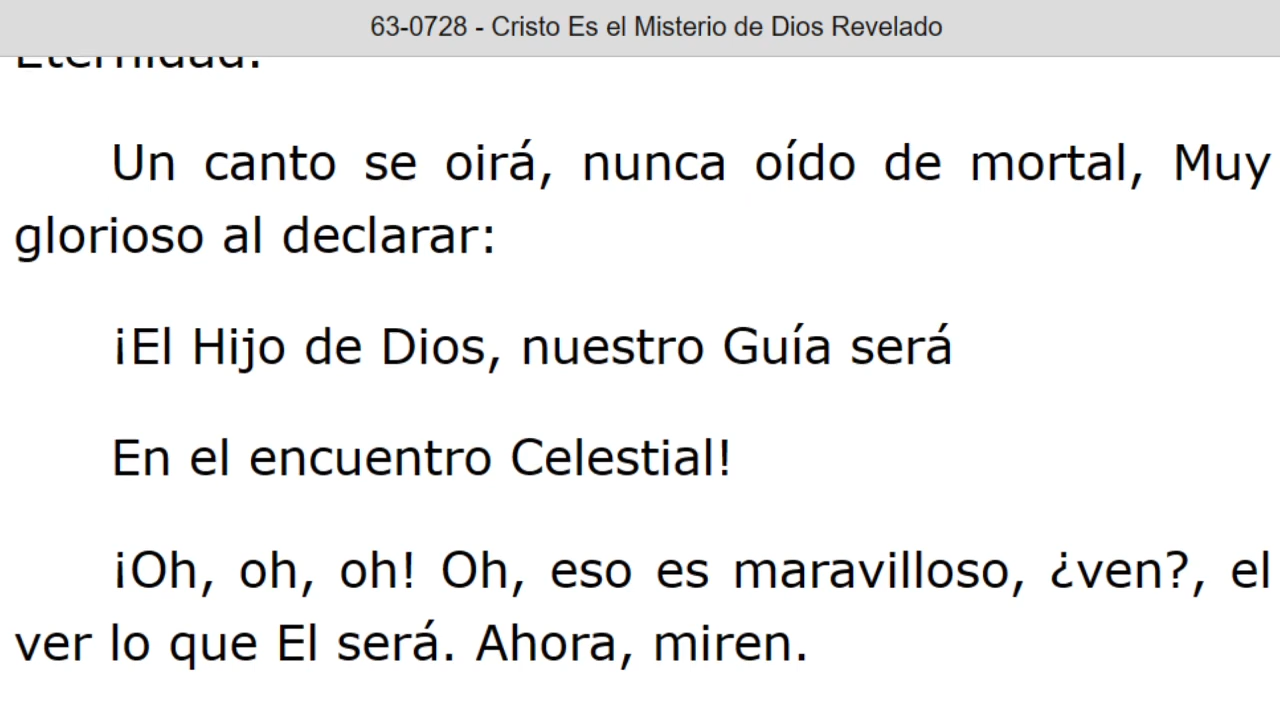 63-0728 - Cristo Es el Misterio de Dios Revelado
Eternidad.
Un canto se oirá, nunca oído de mortal, Muy
glorioso al declarar:
¡El Hijo de Dios, nuestro Guía será
En el encuentro Celestial!
¡Oh, oh, oh! Oh, eso es maravilloso, ¿ven?, el
ver lo que El será. Ahora, miren.